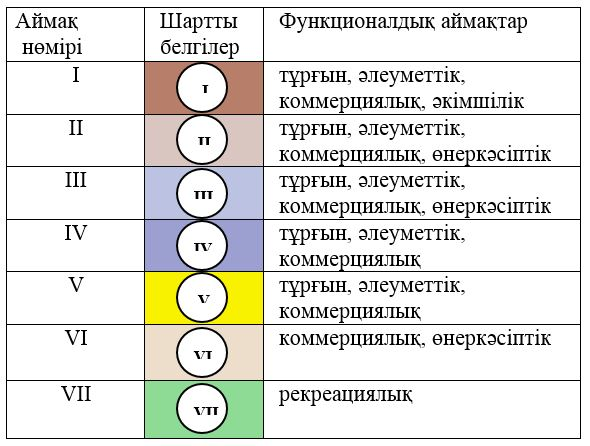 Аймақ нөмірі
Шартты белгілер
Функционалдық аймақтар
I
I
тұрғын, әлеуметтік,
коммерциялық, әкімшілік
II
II
тұрғын, әлеуметтік,
коммерциялық, өнеркәсіптік
III
III
тұрғын, әлеуметтік,
коммерциялық, өнеркәсіптік
IV
IV
тұрғын, әлеуметтік,
коммерциялық
V
V
тұрғын, әлеуметтік,
коммерциялық
VI
VI
коммерциялық, өнеркәсіптік
VII
VII
рекреациялық